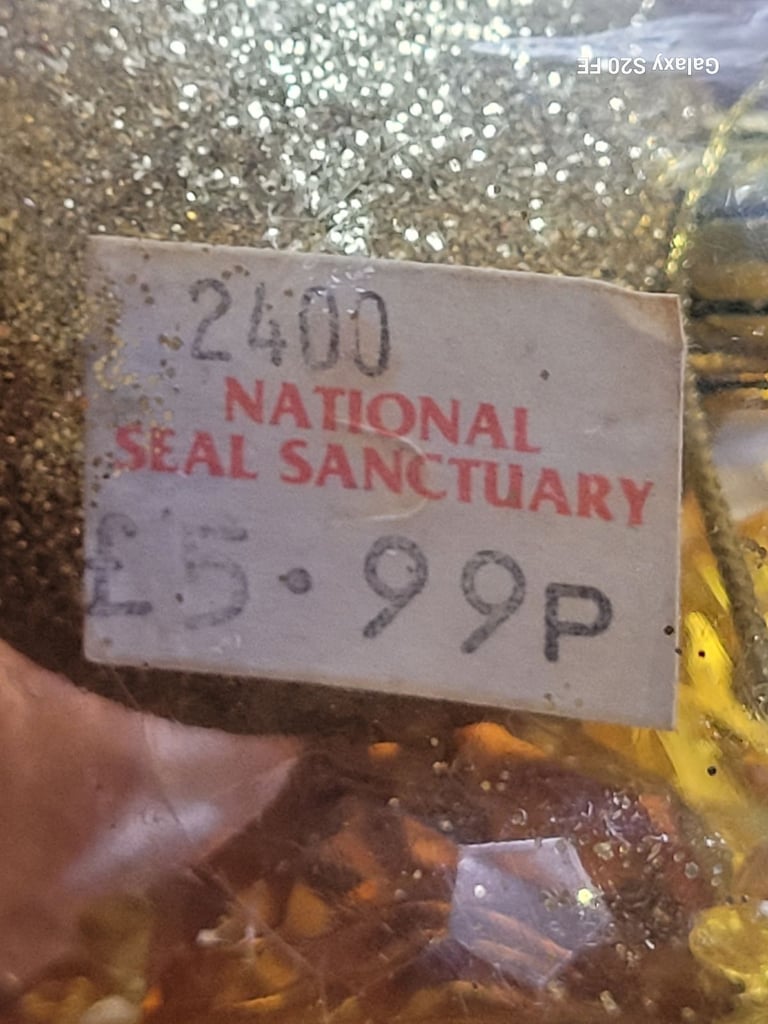 Galaxy S20 FE
2400
NATIONAL
SEAL SANCTUARY
£5.99P